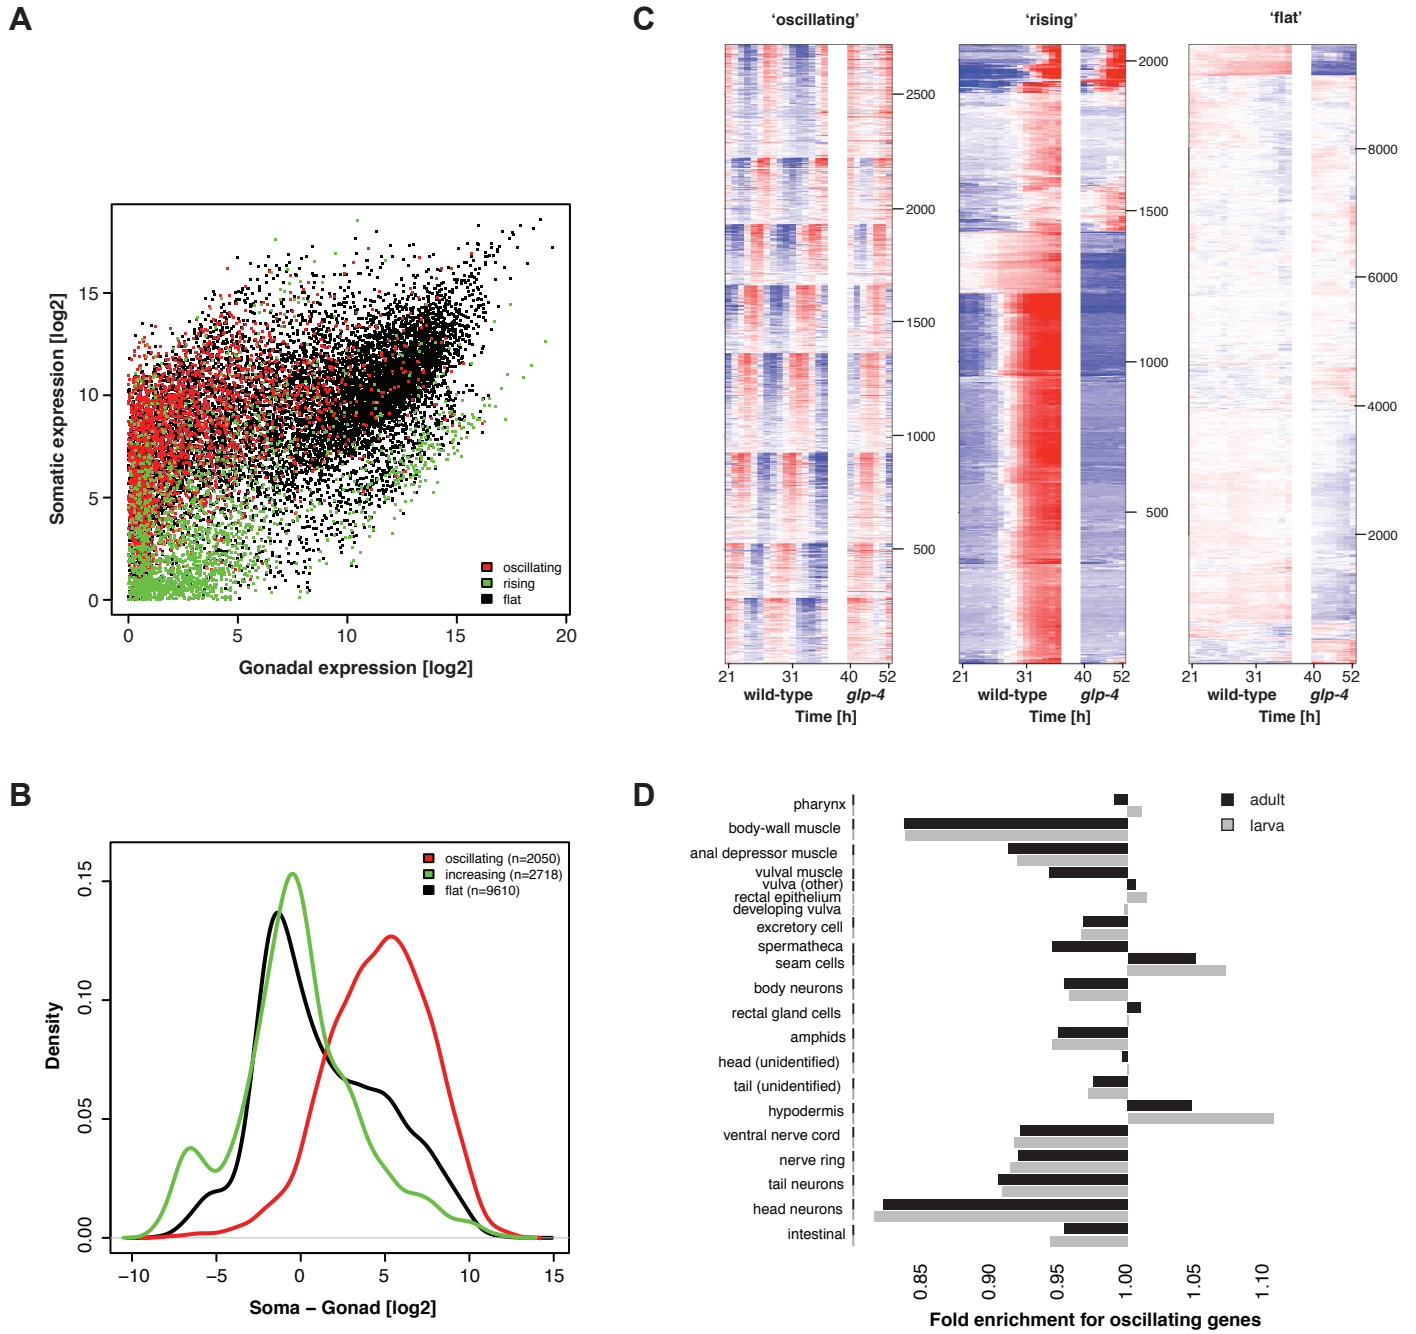 A
15
10
5
0
0 5 10 15 20
Somatic expression [log2]
Gonadal expression [log2]
oscillating
rising
flat
B
0.15
0.10
0.05
0.00
−10 −5 0 5 10 15
Density
Soma – Gonad [log2]
oscillating (n=2050)
increasing (n=2718)
flat (n=9610)
C
‘oscillating’
2500
2000
1500
1000
500
21 31 40 52
wild-type glp-4
Time [h]
‘rising’
2000
1500
1000
500
21 31 40 52
wild-type glp-4
Time [h]
‘flat’
8000
6000
4000
2000
21 31 40 52
wild-type glp-4
Time [h]
D
adult
larva
pharynx
body-wall muscle
anal depressor muscle
vulval muscle
vulva (other)
rectal epithelium
developing vulva
excretory cell
spermatheca
seam cells
body neurons
rectal gland cells
amphids
head (unidentified)
tail (unidentified)
hypodermis
ventral nerve cord
nerve ring
tail neurons
head neurons
intestinal
0.85 0.90 0.95 1.00 1.05 1.10
Fold enrichment for oscillating genes